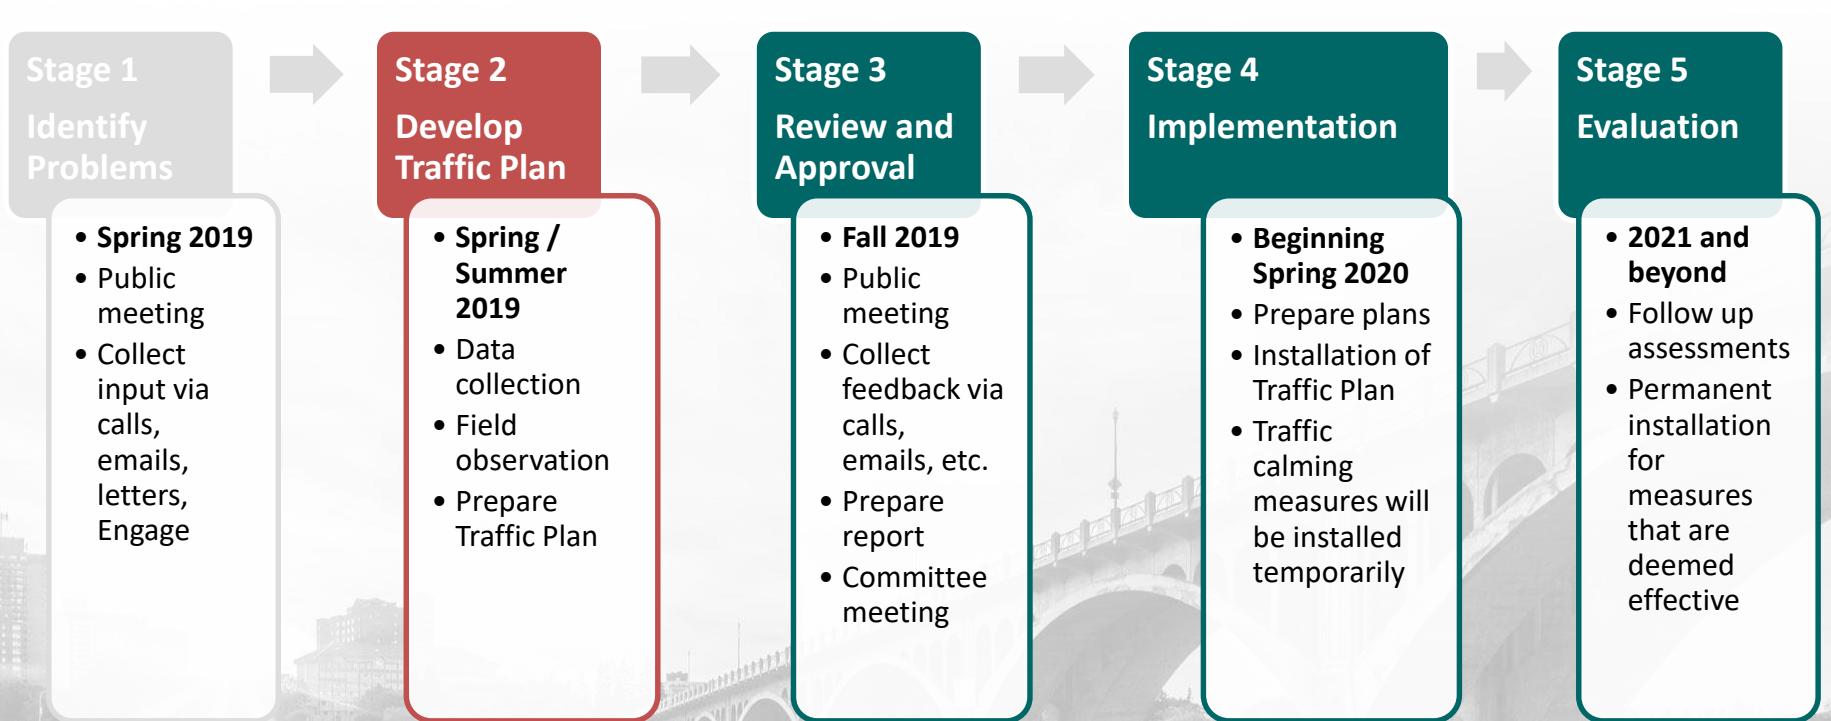 Stage 1
Identify
Problems
• Spring 2019
• Public
meeting
• Collect
input via
calls,
emails,
letters,
Engage
Stage 2
Develop
Traffic Plan
• Spring /
Summer
2019
• Data
collection
• Field
observation
• Prepare
Traffic Plan
Stage 3
Review and
Approval
• Fall 2019
• Public
meeting
• Collect
feedback via
calls,
emails, etc.
• Prepare
report
• Committee
meeting
Stage 4
Implementation
• Beginning
Spring 2020
• Prepare plans
• Installation of
Traffic Plan
• Traffic
calming
measures will
be installed
temporarily
Stage 5
Evaluation
• 2021 and
beyond
• Follow up
assessments
• Permanent
installation
for
measures
that are
deemed
effective